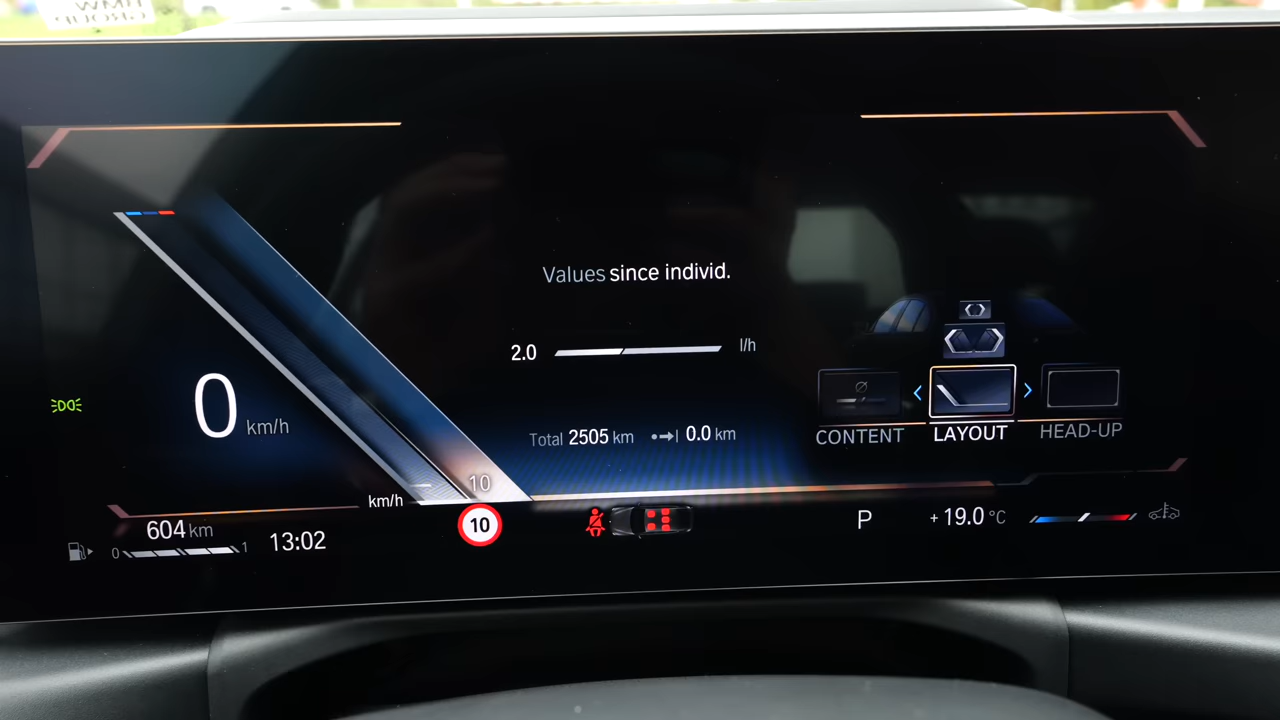 Values since individ.
2.0 l/h
0 km/h
Total 2505 km 0.0 km
CONTENT LAYOUT HEAD-UP
10
km/h
10
604 km
0 1
13:02
P
+19.0 °C